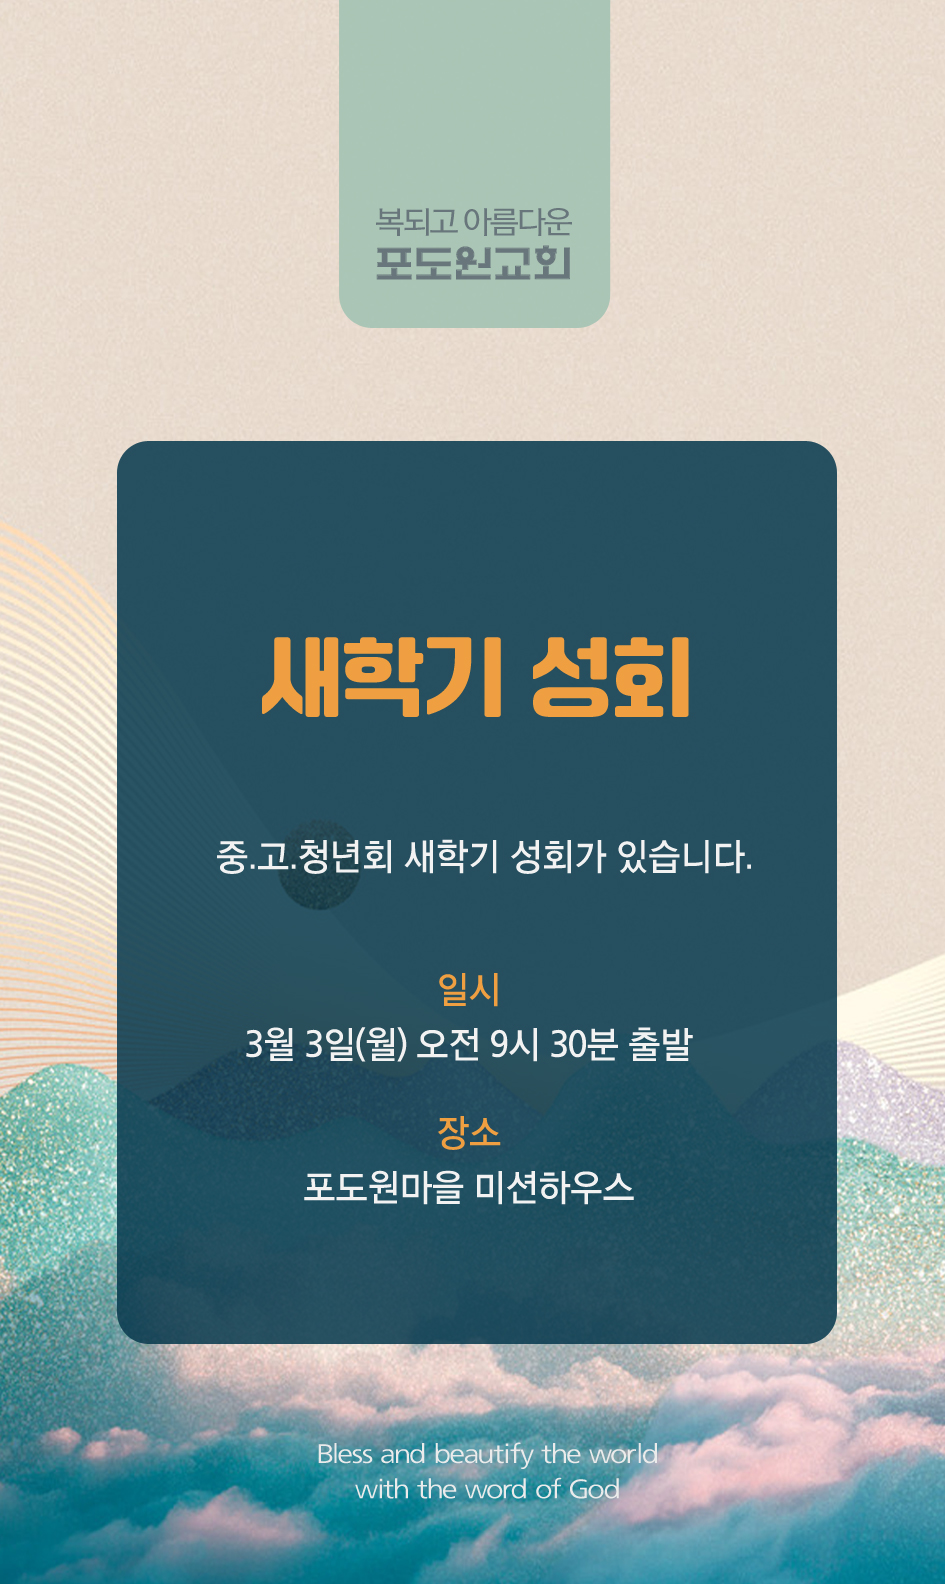 복되고 아름다운
포도원교회
새학기 성회
중.고.청년회 새학기 성회가 있습니다.
일시
3월 3일(월) 오전 9시 30분 출발
장소
포도원마을 미션하우스
Bless and beautify the world
with the word of God